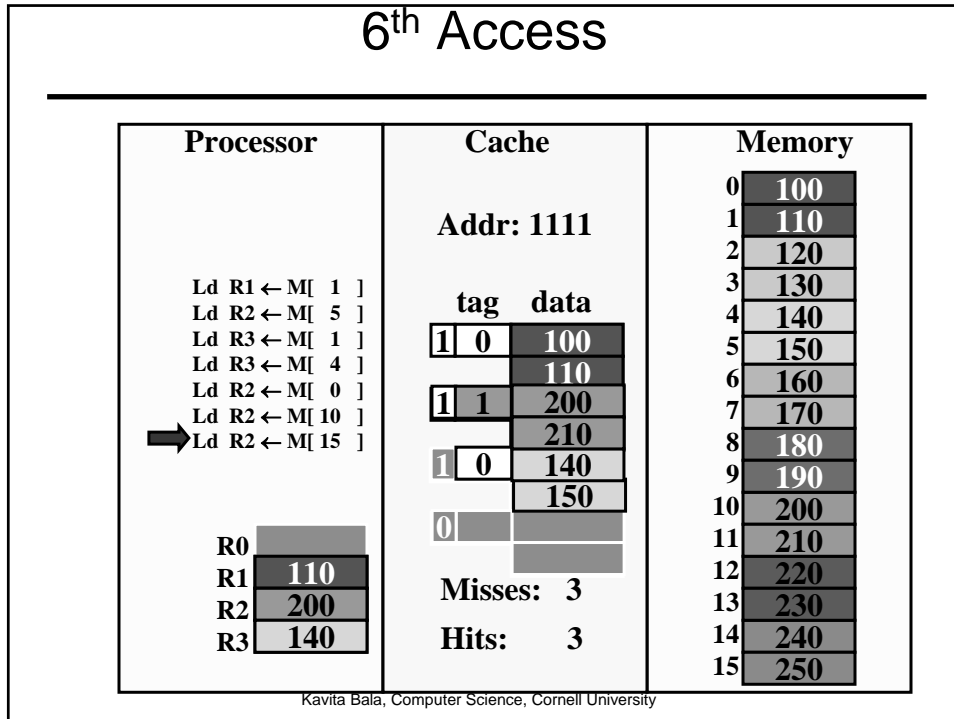 6th Access
Processor
Ld R1 ← M[ 1 ]
Ld R2 ← M[ 5 ]
Ld R3 ← M[ 1 ]
Ld R3 ← M[ 4 ]
Ld R2 ← M[ 0 ]
Ld R2 ← M[ 10 ]
Ld R2 ← M[ 15 ]
R0
R1 110
R2 200
R3 140
Cache
Addr: 1111
tag data
1 0 100
110
1 1 200
210
1 0 140
150
0
Misses: 3
Hits: 3
Memory
0 100
1 110
2 120
3 130
4 140
5 150
6 160
7 170
8 180
9 190
10 200
11 210
12 220
13 230
14 240
15 250
Kavita Bala, Computer Science, Cornell University